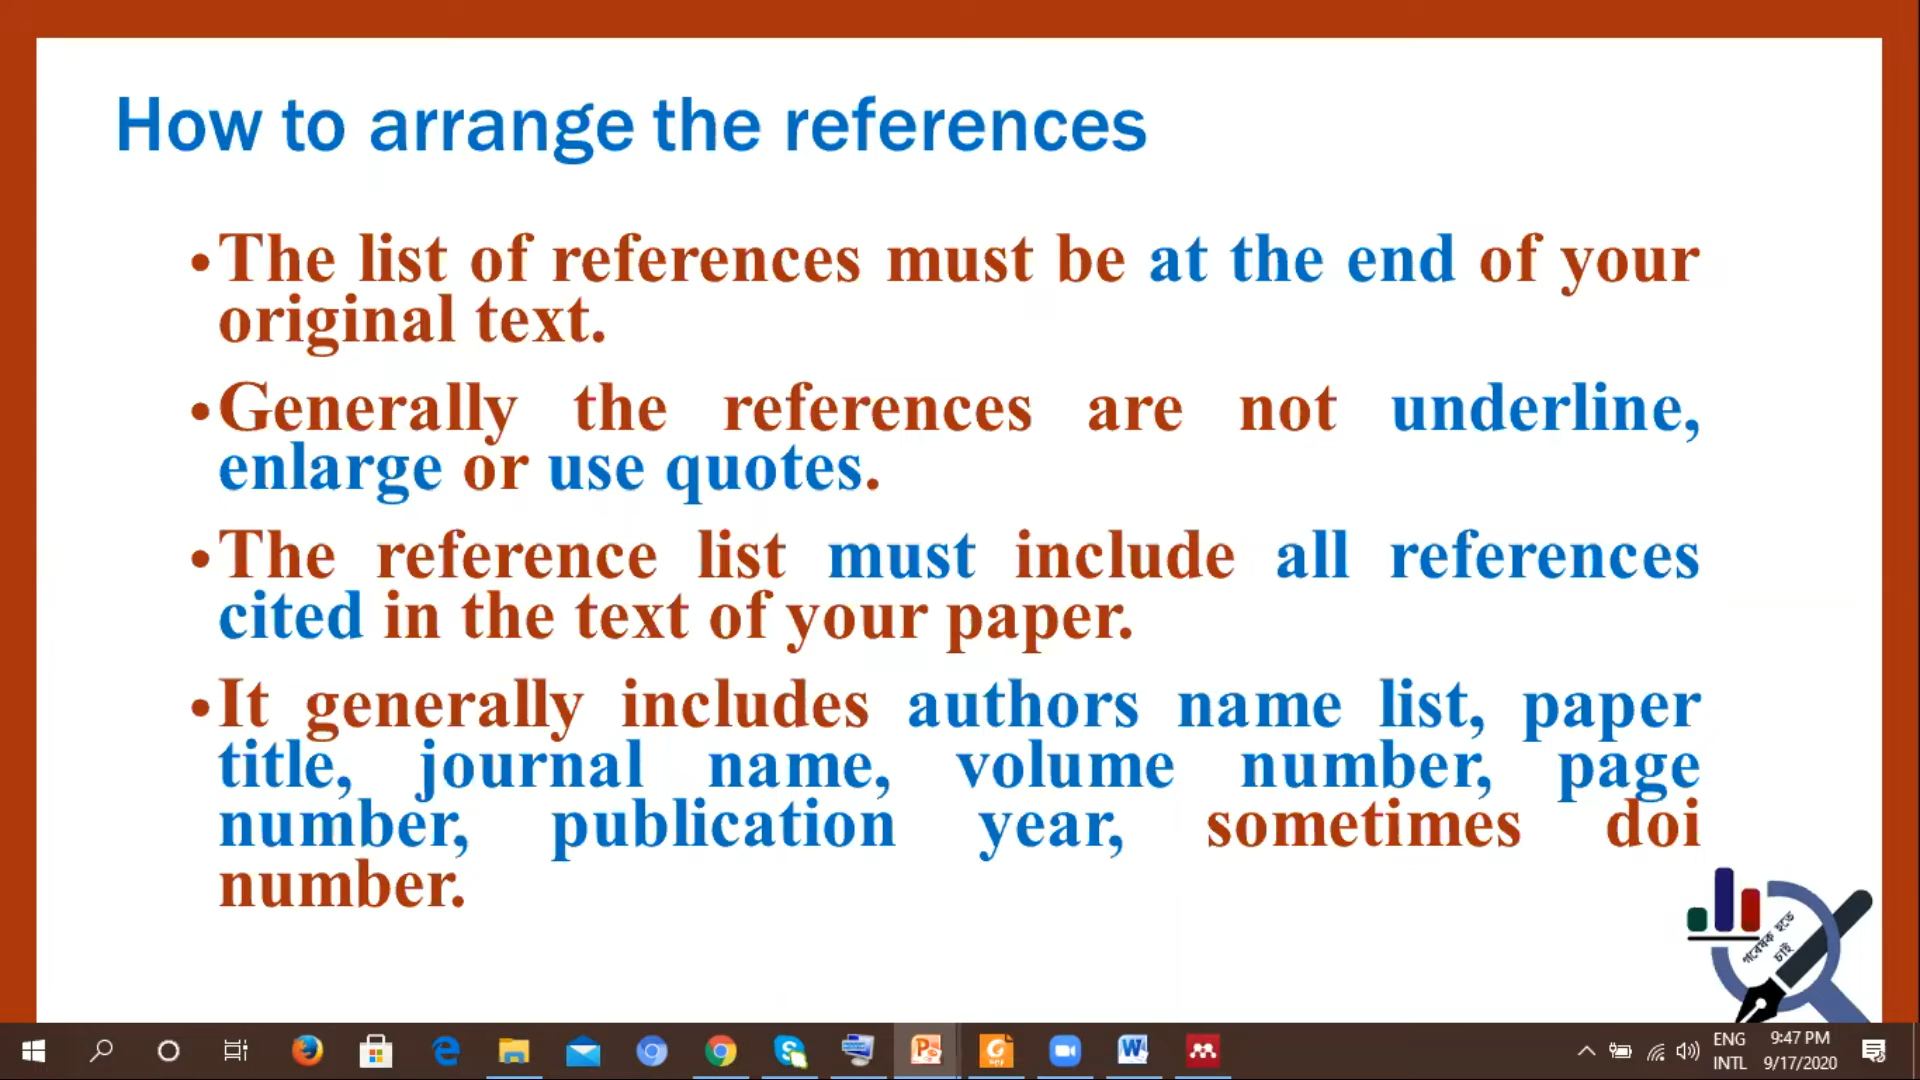 How to arrange the references
•The list of references must be at the end of your
original text.
•Generally the references are not underline,
enlarge or use quotes.
•The reference list must include all references
cited in the text of your paper.
•It generally includes authors name list, paper
title, journal name, volume number, page
number, publication year, sometimes doi
number.
গবেষক হতে
চাই
ENG
INTL
9:47 PM
9/17/2020